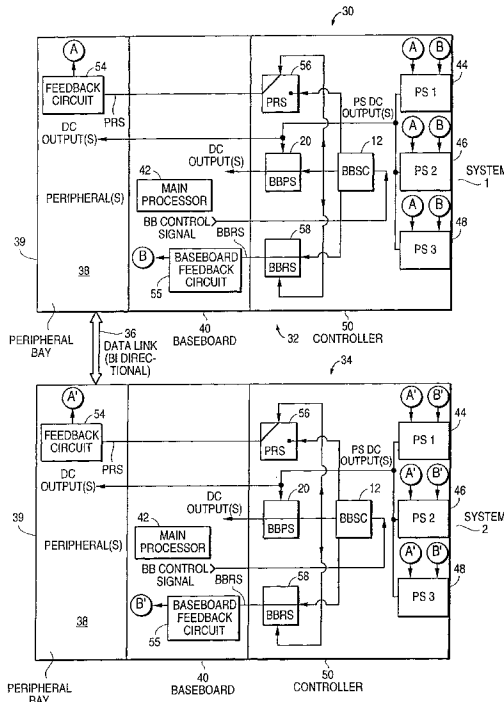 30
A
54
FEEDBACK
CIRCUIT
PRS
56
PRS
A B
44
PS 1
PS DC
OUTPUT(S)
DC
OUTPUT(S)
DC
OUTPUT(S)
20
BBPS
12
BBSC
A B
46
PS 2
SYSTEM
1
42
MAIN
PROCESSOR
PERIPHERAL(S)
BB CONTROL
SIGNAL
BBRS
58
BBRS
A B
48
PS 3
39
38
B
BASEBOARD
FEEDBACK
CIRCUIT
55
PERIPHERAL BAY
36
DATA LINK
(BI DIREC-
TIONAL)
40
BASEBOARD
32
50
CONTROLLER
34
A'
54
FEEDBACK
CIRCUIT
PRS
56
PRS
A' B'
44
PS 1
PS DC
OUTPUT(S)
DC
OUTPUT(S)
DC
OUTPUT(S)
20
BBPS
12
BBSC
A' B'
46
PS 2
SYSTEM
2
42
MAIN
PROCESSOR
PERIPHERAL(S)
BB CONTROL
SIGNAL
BBRS
58
BBRS
A' B'
48
PS 3
39
38
B'
BASEBOARD
FEEDBACK
CIRCUIT
55
PERIPHERAL
BAY
40
BASEBOARD
50
CONTROLLER